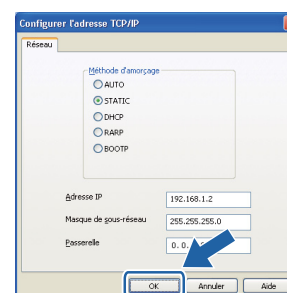 Configurer l'adresse TCP/IP
Réseau
Méthode d'amorçage
AUTO
STATIC
DHCP
RARP
BOOTP
Adresse IP 192.168.1.2
Masque de sous-réseau 255.255.255.0
Passerelle 0. 0.
OK Annuler Aide